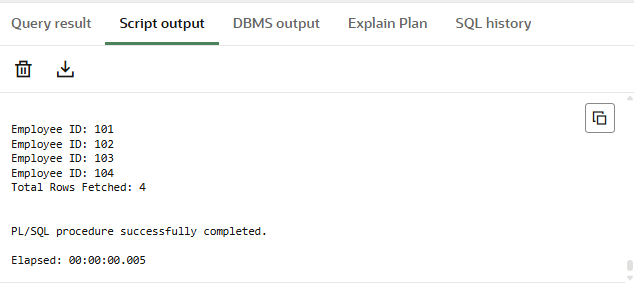 Query result Script output DBMS output Explain Plan SQL history
Employee ID: 101
Employee ID: 102
Employee ID: 103
Employee ID: 104
Total Rows Fetched: 4
PL/SQL procedure successfully completed.
Elapsed: 00:00:00.005